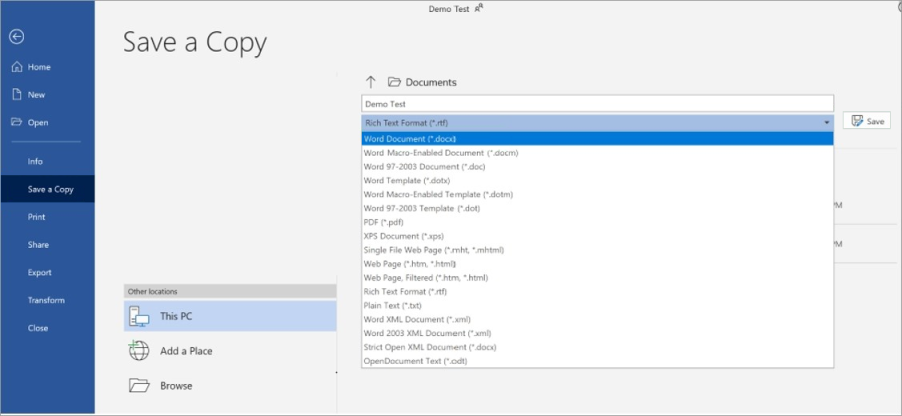 Demo Test
Save a Copy
Home
New
Open
Info
Save a Copy
Print
Share
Export
Transform
Close
Other locations
This PC
Add a Place
Browse
Documents
Demo Test
Rich Text Format (*.rtf)
Save
Word Document (*.docx)
Word Macro-Enabled Document (*.docm)
Word 97-2003 Document (*.doc)
Word Template (*.dotx)
Word Macro-Enabled Template (*.dotm)
Word 97-2003 Template (*.dot)
PDF (*.pdf)
XPS Document (*.xps)
Single File Web Page (*.mht, *.mhtml)
Web Page (*.htm, *.html)
Web Page, Filtered (*.htm, *.html)
Rich Text Format (*.rtf)
Plain Text (*.txt)
Word XML Document (*.xml)
Word 2003 XML Document (*.xml)
Strict Open XML Document (*.docx)
OpenDocument Text (*.odt)
PM
PM